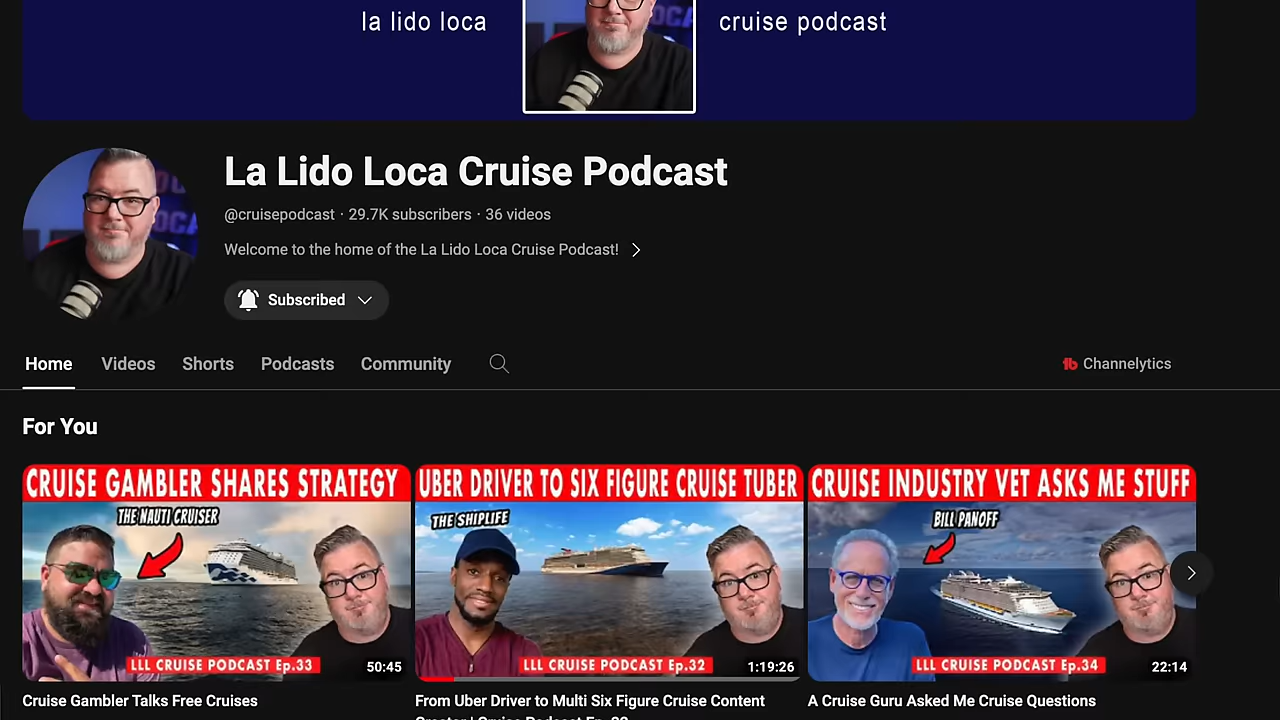 la lido loca
cruise podcast
La Lido Loca Cruise Podcast
@cruisepodcast · 29.7K subscribers · 36 videos
Welcome to the home of the La Lido Loca Cruise Podcast!
Subscribed
Home Videos Shorts Podcasts Community
Channelytics
For You
CRUISE GAMBLER SHARES STRATEGY
THE NAUTI CRUISER
LLL CRUISE PODCAST Ep.33
50:45
Cruise Gambler Talks Free Cruises
UBER DRIVER TO SIX FIGURE CRUISE TUBER
THE SHIPLIFE
LLL CRUISE PODCAST Ep.32
1:19:26
From Uber Driver to Multi Six Figure Cruise Content
CRUISE INDUSTRY VET ASKS ME STUFF
BILL PANOFF
LLL CRUISE PODCAST Ep.34
22:14
A Cruise Guru Asked Me Cruise Questions